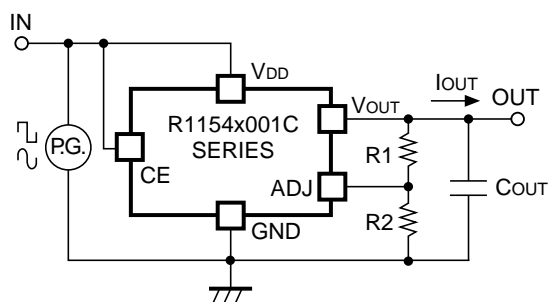 IN
VDD
IOUT
OUT
R1154x001C
SERIES
VOUT
P.G.
R1
CE
ADJ
COUT
R2
GND